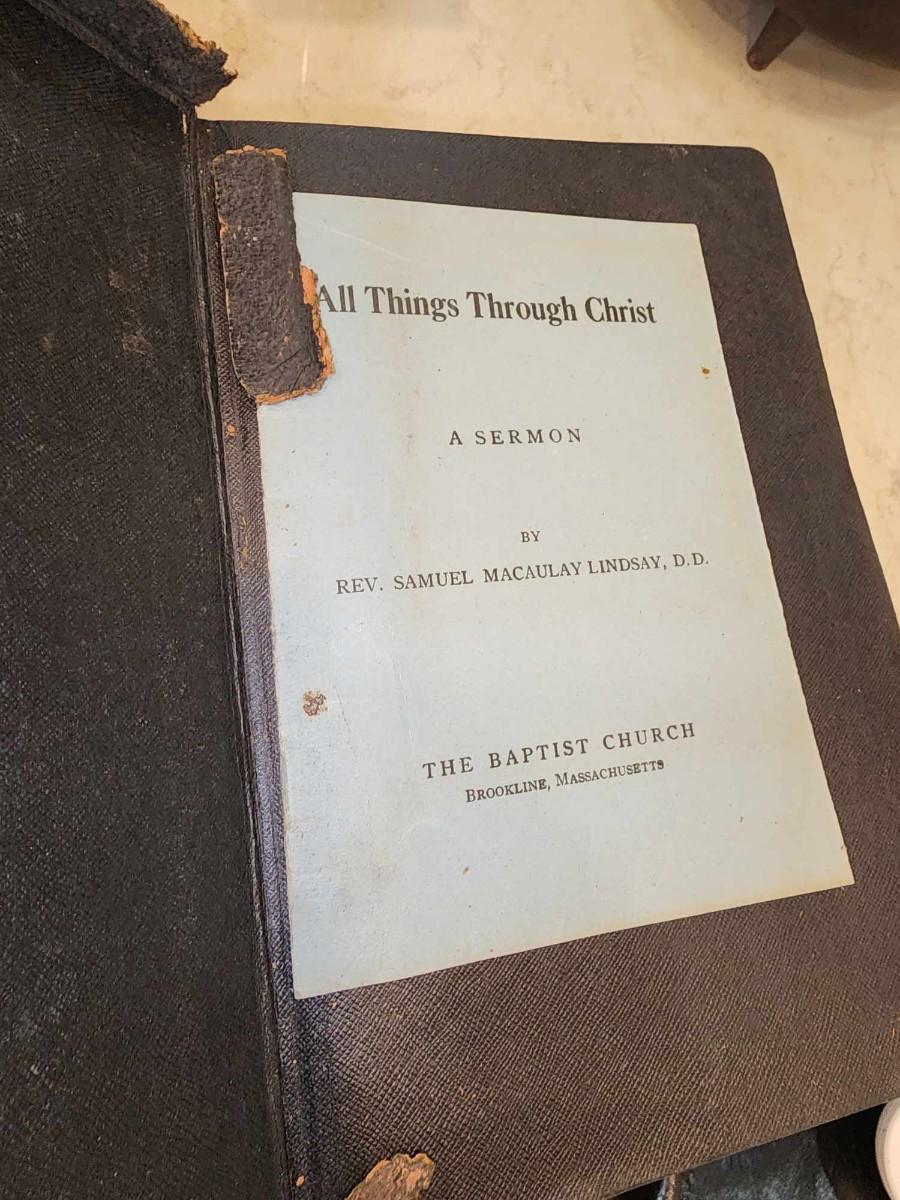 All Things Through Christ
A SERMON
BY
REV. SAMUEL MACAULAY LINDSAY, D.D.
THE BAPTIST CHURCH
BROOKLINE, MASSACHUSETTS